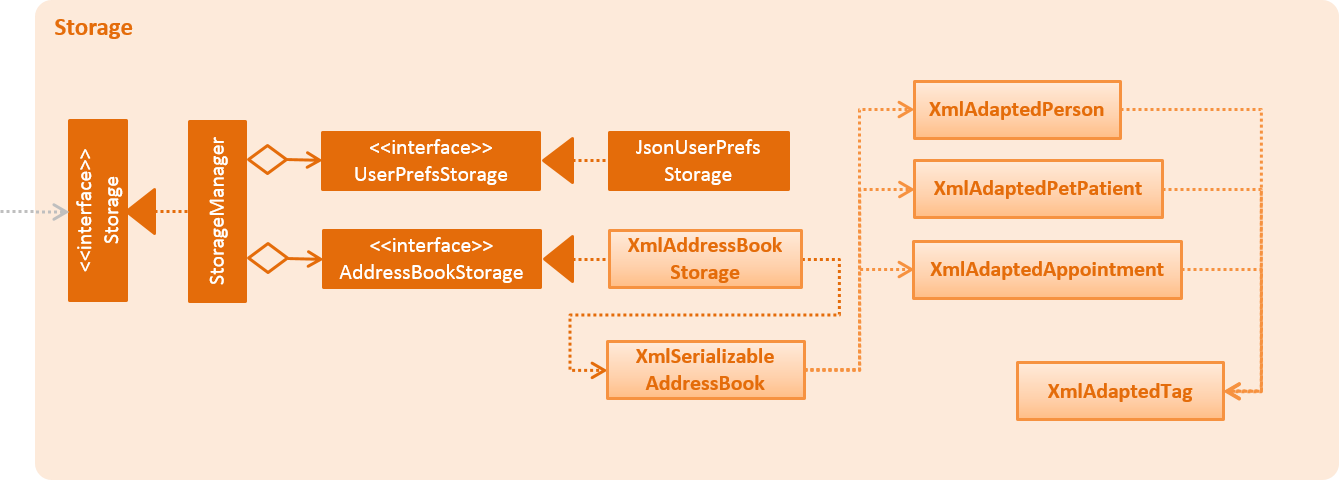 Storage
<<interface>>
Storage
StorageManager
<<interface>>
UserPrefsStorage
JsonUserPrefs
Storage
<<interface>>
AddressBookStorage
XmlAddressBook
Storage
XmlSerializable
AddressBook
XmlAdaptedPerson
XmlAdaptedPetPatient
XmlAdaptedAppointment
XmlAdaptedTag